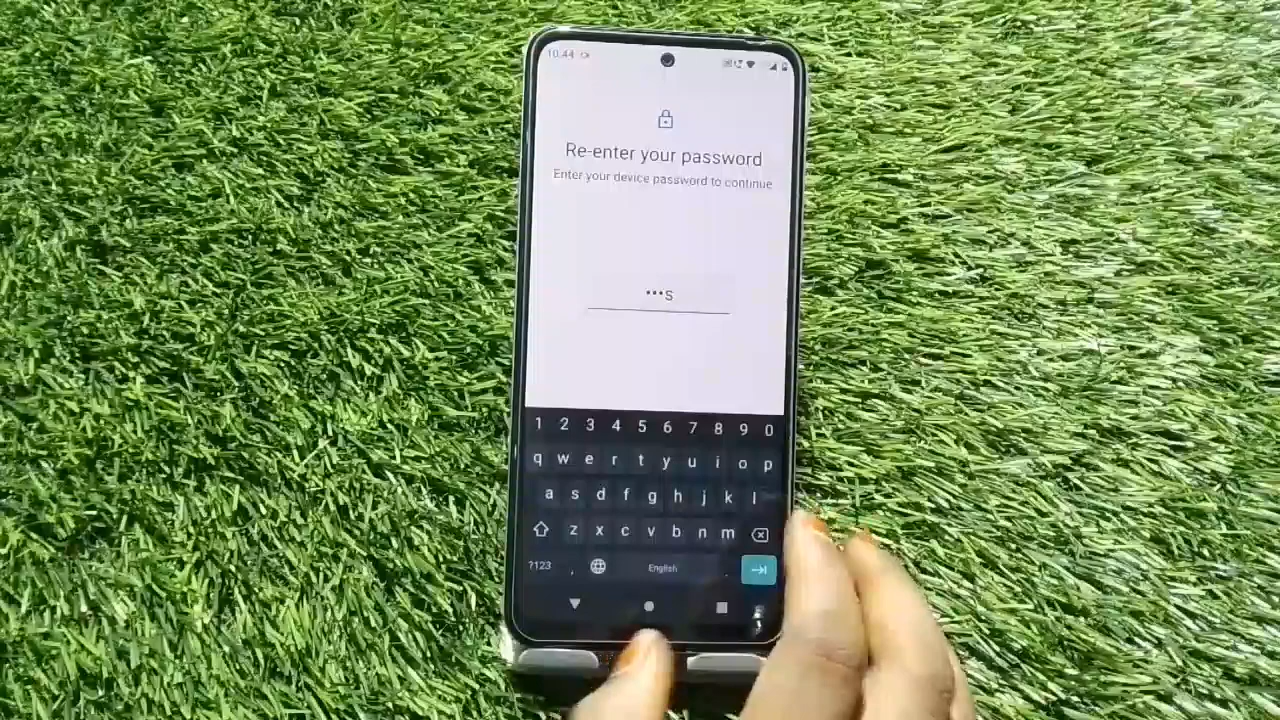 10:44
Re-enter your password
Enter your device password to continue
•••s
1 2 3 4 5 6 7 8 9 0
q w e r t y u i o p
a s d f g h j k l
z x c v b n m
?123 , English .